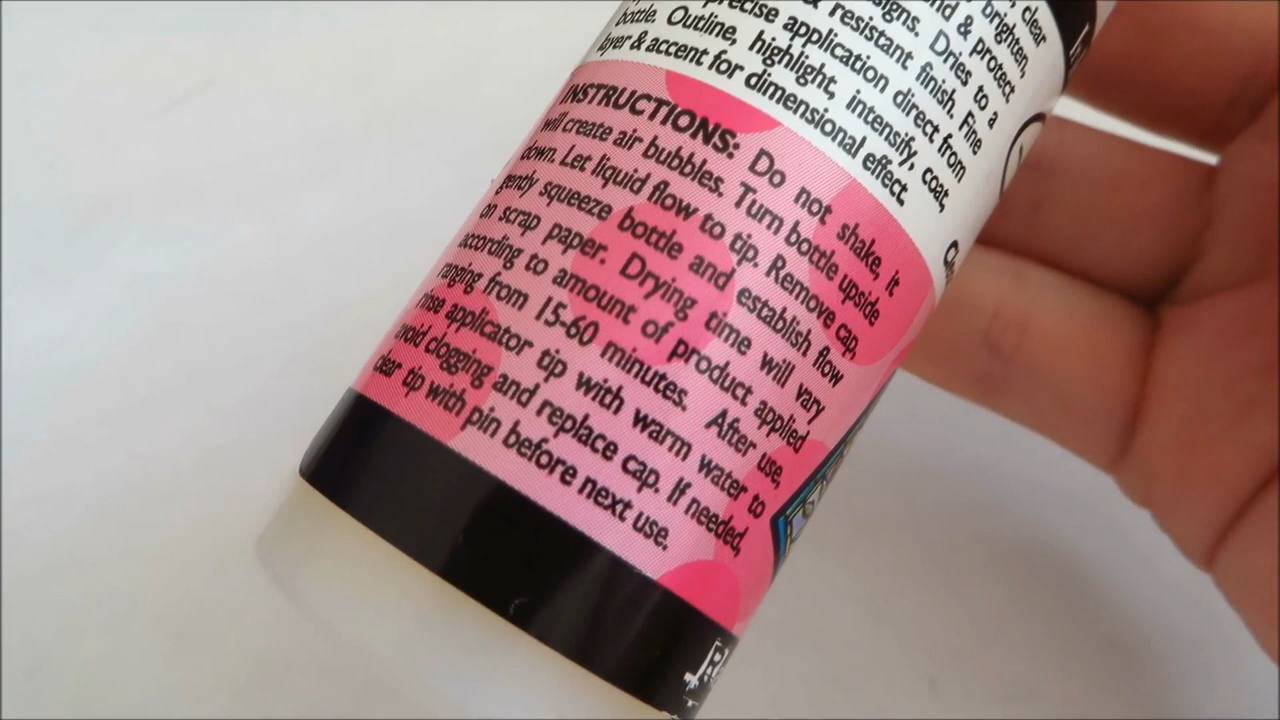 clear
brighten,
nd & protect
signs. Dries to a
& resistant finish. Fine
precise application direct from
bottle. Outline, highlight, intensify, coat,
layer & accent for dimensional effect.
INSTRUCTIONS: Do not shake, it
will create air bubbles. Turn bottle upside
down. Let liquid flow to tip. Remove cap,
gently squeeze bottle and establish flow
on scrap paper. Drying time will vary
according to amount of product applied
ranging from 15-60 minutes. After use,
rinse applicator tip with warm water to
avoid clogging and replace cap. If needed,
clear tip with pin before next use.